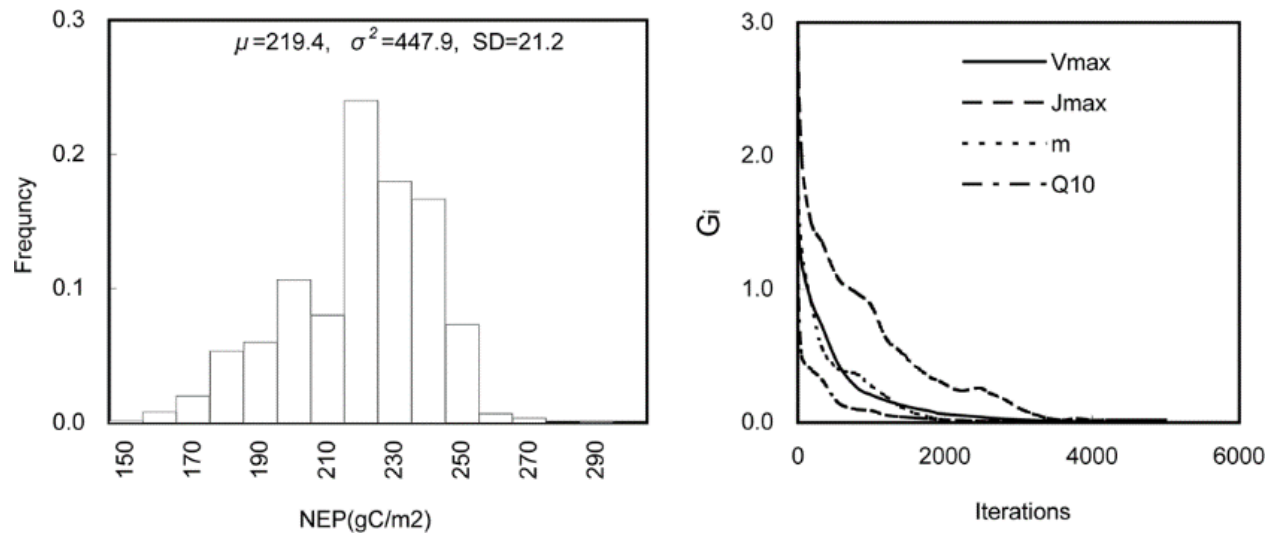 0.3
μ=219.4, σ²=447.9, SD=21.2
0.2
0.1
0.0
Frequncy
150 170 190 210 230 250 270 290
NEP(gC/m2)
3.0
2.0
1.0
0.0
Gi
Vmax
Jmax
m
Q10
0 2000 4000 6000
Iterations